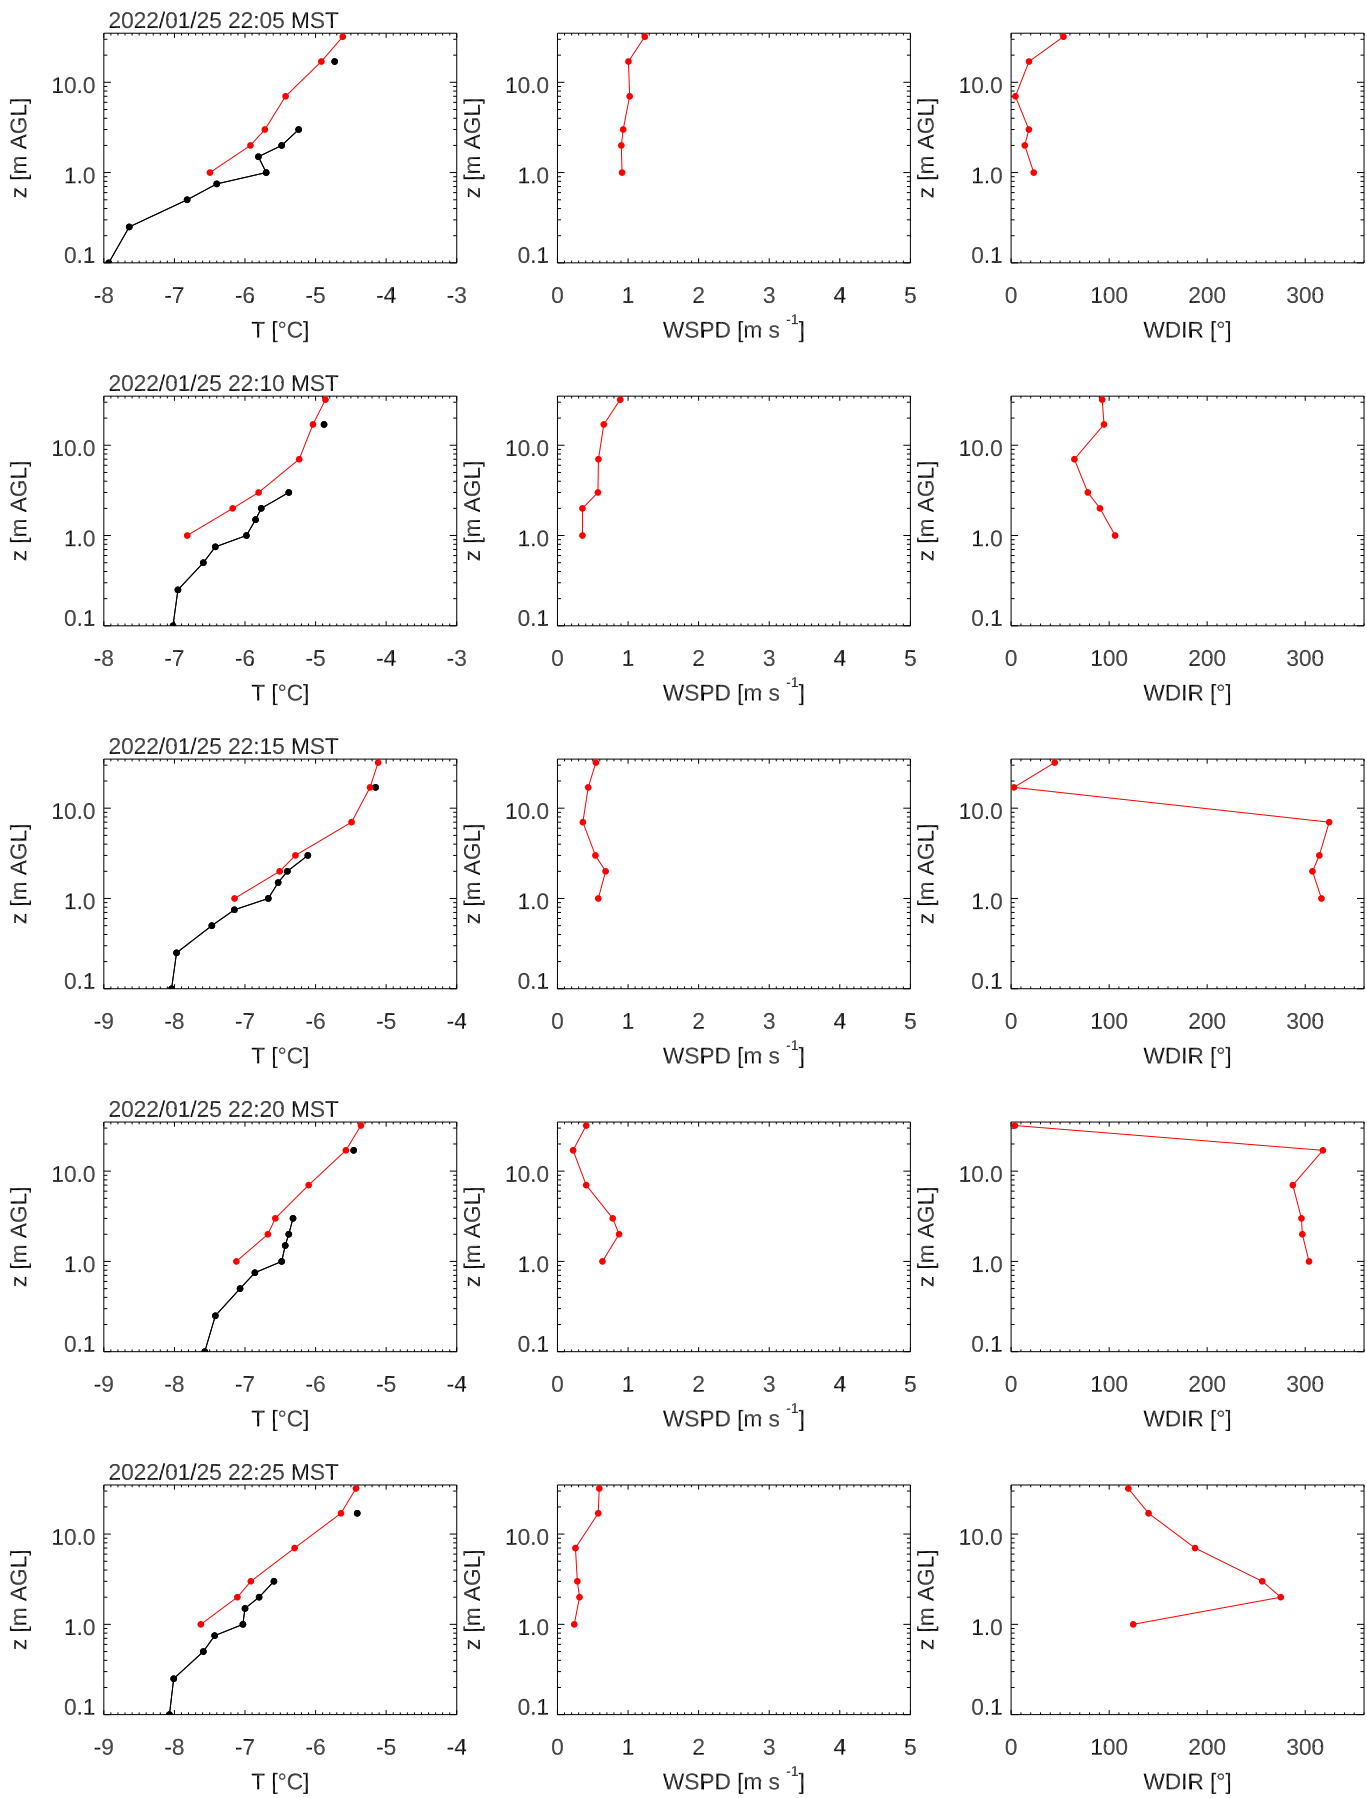 2022/01/25 22:05 MST
z [m AGL]
10.0
1.0
0.1
-8 -7 -6 -5 -4 -3
T [°C]
z [m AGL]
10.0
1.0
0.1
0 1 2 3 4 5
WSPD [m s -1]
z [m AGL]
10.0
1.0
0.1
0 100 200 300
WDIR [°]
2022/01/25 22:10 MST
z [m AGL]
10.0
1.0
0.1
-8 -7 -6 -5 -4 -3
T [°C]
z [m AGL]
10.0
1.0
0.1
0 1 2 3 4 5
WSPD [m s -1]
z [m AGL]
10.0
1.0
0.1
0 100 200 300
WDIR [°]
2022/01/25 22:15 MST
z [m AGL]
10.0
1.0
0.1
-9 -8 -7 -6 -5 -4
T [°C]
z [m AGL]
10.0
1.0
0.1
0 1 2 3 4 5
WSPD [m s -1]
z [m AGL]
10.0
1.0
0.1
0 100 200 300
WDIR [°]
2022/01/25 22:20 MST
z [m AGL]
10.0
1.0
0.1
-9 -8 -7 -6 -5 -4
T [°C]
z [m AGL]
10.0
1.0
0.1
0 1 2 3 4 5
WSPD [m s -1]
z [m AGL]
10.0
1.0
0.1
0 100 200 300
WDIR [°]
2022/01/25 22:25 MST
z [m AGL]
10.0
1.0
0.1
-9 -8 -7 -6 -5 -4
T [°C]
z [m AGL]
10.0
1.0
0.1
0 1 2 3 4 5
WSPD [m s -1]
z [m AGL]
10.0
1.0
0.1
0 100 200 300
WDIR [°]